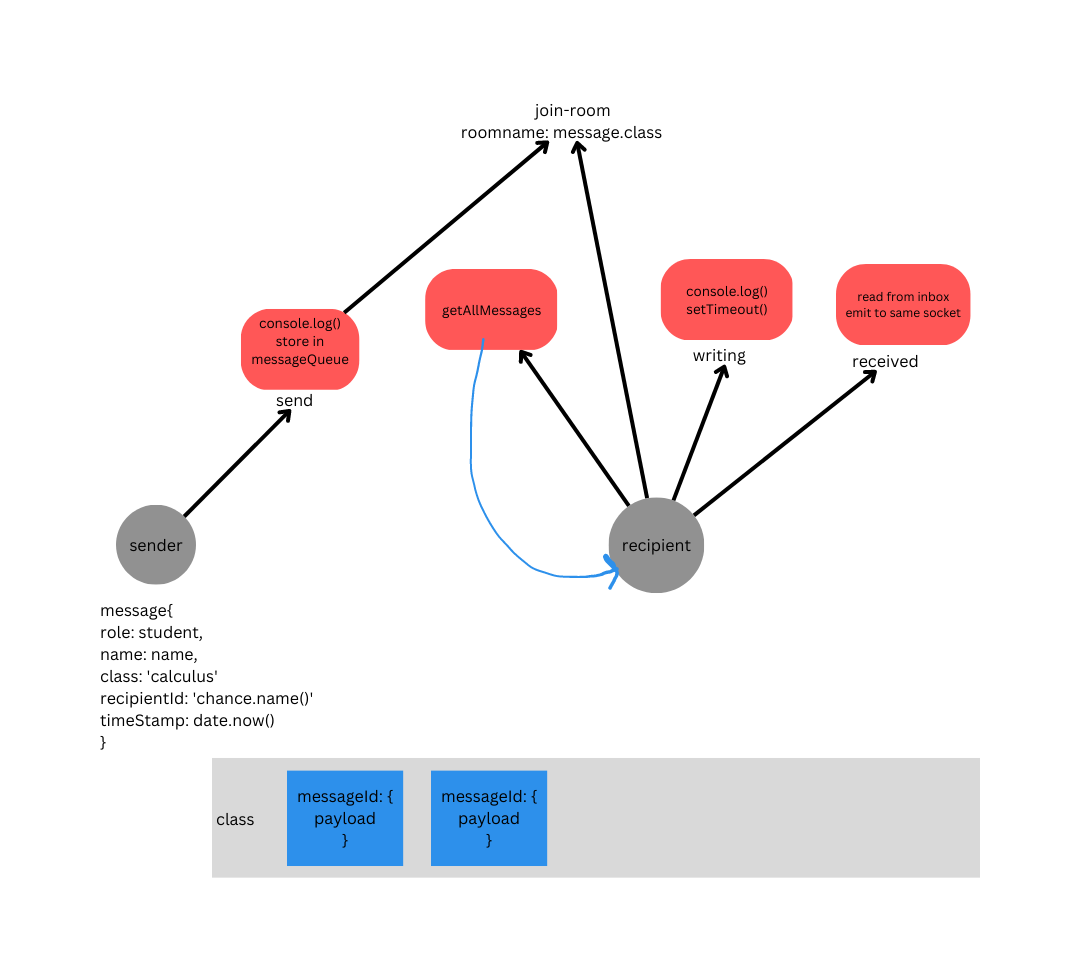 join-room
roomname: message.class
console.log()
store in
messageQueue
send
getAllMessages
console.log()
setTimeout()
writing
read from inbox
emit to same socket
received
sender
recipient
message{
role: student,
name: name,
class: 'calculus'
recipientId: 'chance.name()'
timeStamp: date.now()
}
class
messageId: {
payload
}
messageId: {
payload
}